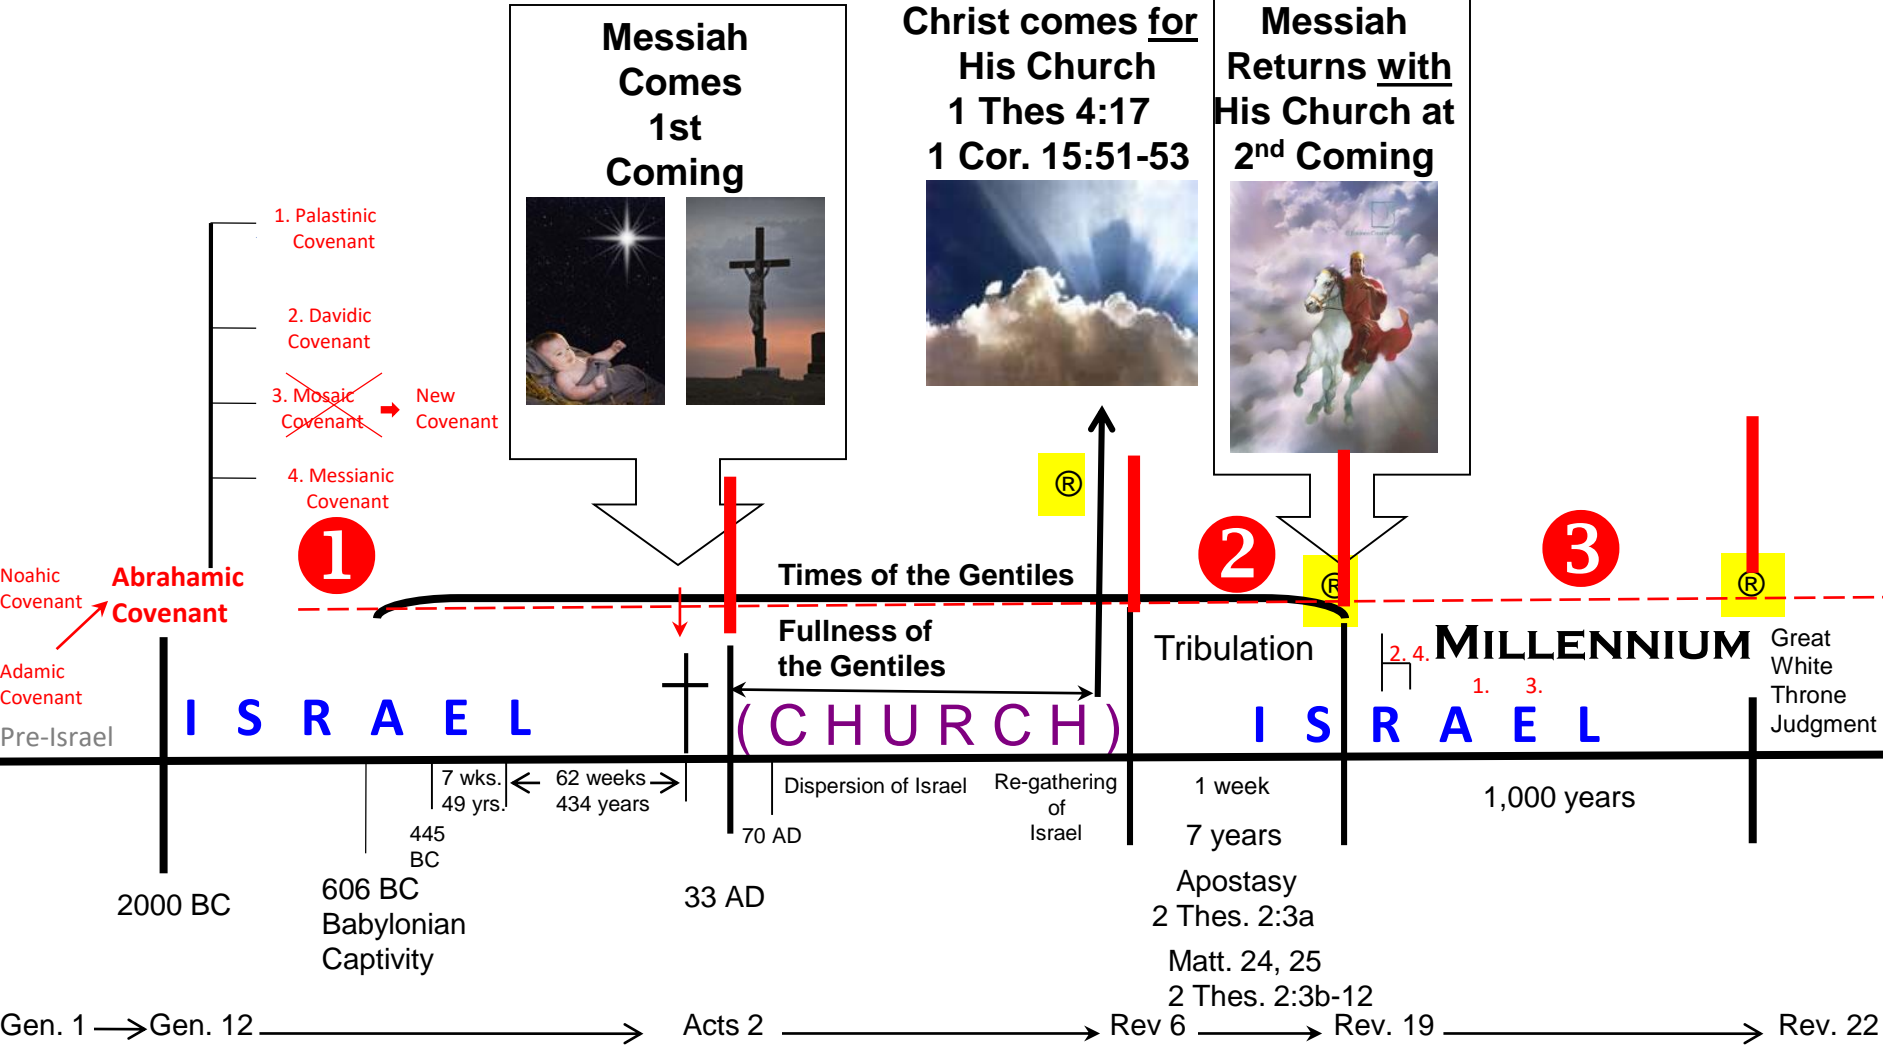 Messiah
Comes
1st
Coming
Christ comes for
His Church
1 Thes 4:17
1 Cor. 15:51-53
Messiah
Returns with
His Church at
2nd Coming
1. Palastinic
Covenant
2. Davidic
Covenant
3. Mosaic
Covenant
New
Covenant
4. Messianic
Covenant
®
1
2
3
®
®
Noahic
Covenant
Abrahamic
Covenant
Adamic
Covenant
Pre-Israel
Times of the Gentiles
Fullness of
the Gentiles
Tribulation
2. 4.
MILLENNIUM
1. 3.
Great
White
Throne
Judgment
I S R A E L
( C H U R C H )
I S R A E L
7 wks.
49 yrs.
62 weeks
434 years
Dispersion of Israel
Re-gathering
of
Israel
1 week
7 years
1,000 years
445
BC
70 AD
2000 BC
606 BC
Babylonian
Captivity
33 AD
Apostasy
2 Thes. 2:3a
Matt. 24, 25
2 Thes. 2:3b-12
Gen. 1
Gen. 12
Acts 2
Rev 6
Rev. 19
Rev. 22